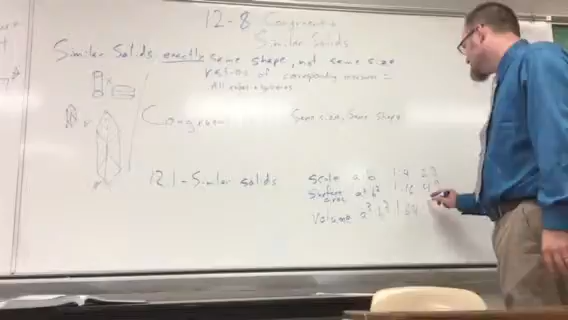 12-8 Congruent +
Similar Solids
Similar Solids exactly same shape, not same size
ratios of corresponding =
All cubes + spheres
Congruent Same size, Same shape
12.1 - Similar solids
Scale a:b 1:4 2:3
Surface area a²:b² 1:16 4
Volume a³:b³ 1:64